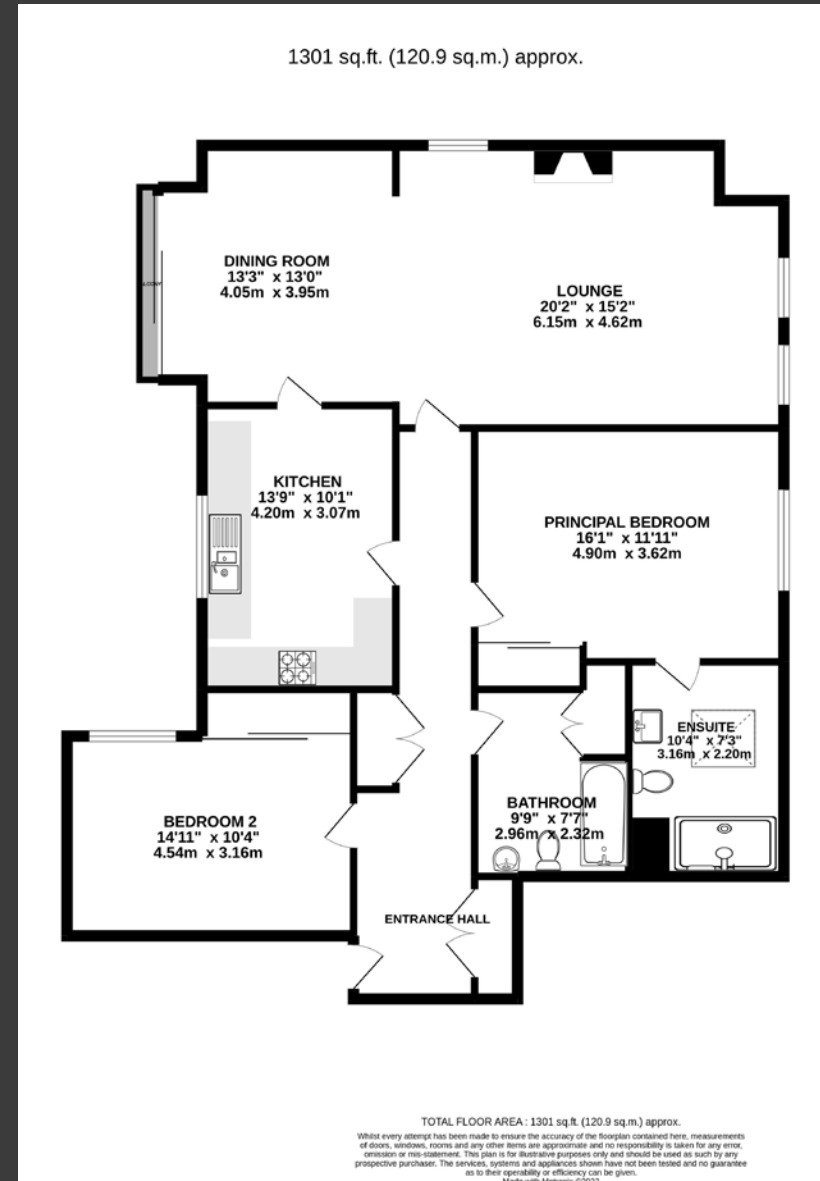 1301 sq.ft. (120.9 sq.m.) approx.
DINING ROOM
13'3" x 13'0"
4.05m x 3.95m
LOUNGE
20'2" x 15'2"
6.15m x 4.62m
KITCHEN
13'9" x 10'1"
4.20m x 3.07m
PRINCIPAL BEDROOM
16'1" x 11'11"
4.90m x 3.62m
ENSUITE
10'4" x 7'3"
3.16m x 2.20m
BATHROOM
9'9" x 7'7"
2.96m x 2.32m
BEDROOM 2
14'11" x 10'4"
4.54m x 3.16m
ENTRANCE HALL
TOTAL FLOOR AREA : 1301 sq.ft. (120.9 sq.m.) approx.
Whilst every attempt has been made to ensure the accuracy of the floorplan contained here, measurements
of doors, windows, rooms and any other items are approximate and no responsibility is taken for any error,
omission or mis-statement. This plan is for illustrative purposes only and should be used as such by any
prospective purchaser. The services, systems and appliances shown have not been tested and no guarantee
as to their operability or efficiency can be given.
Made with Metropix